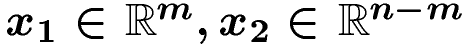 x₁ ∈ ℝᵐ, x₂ ∈ ℝⁿ⁻ᵐ